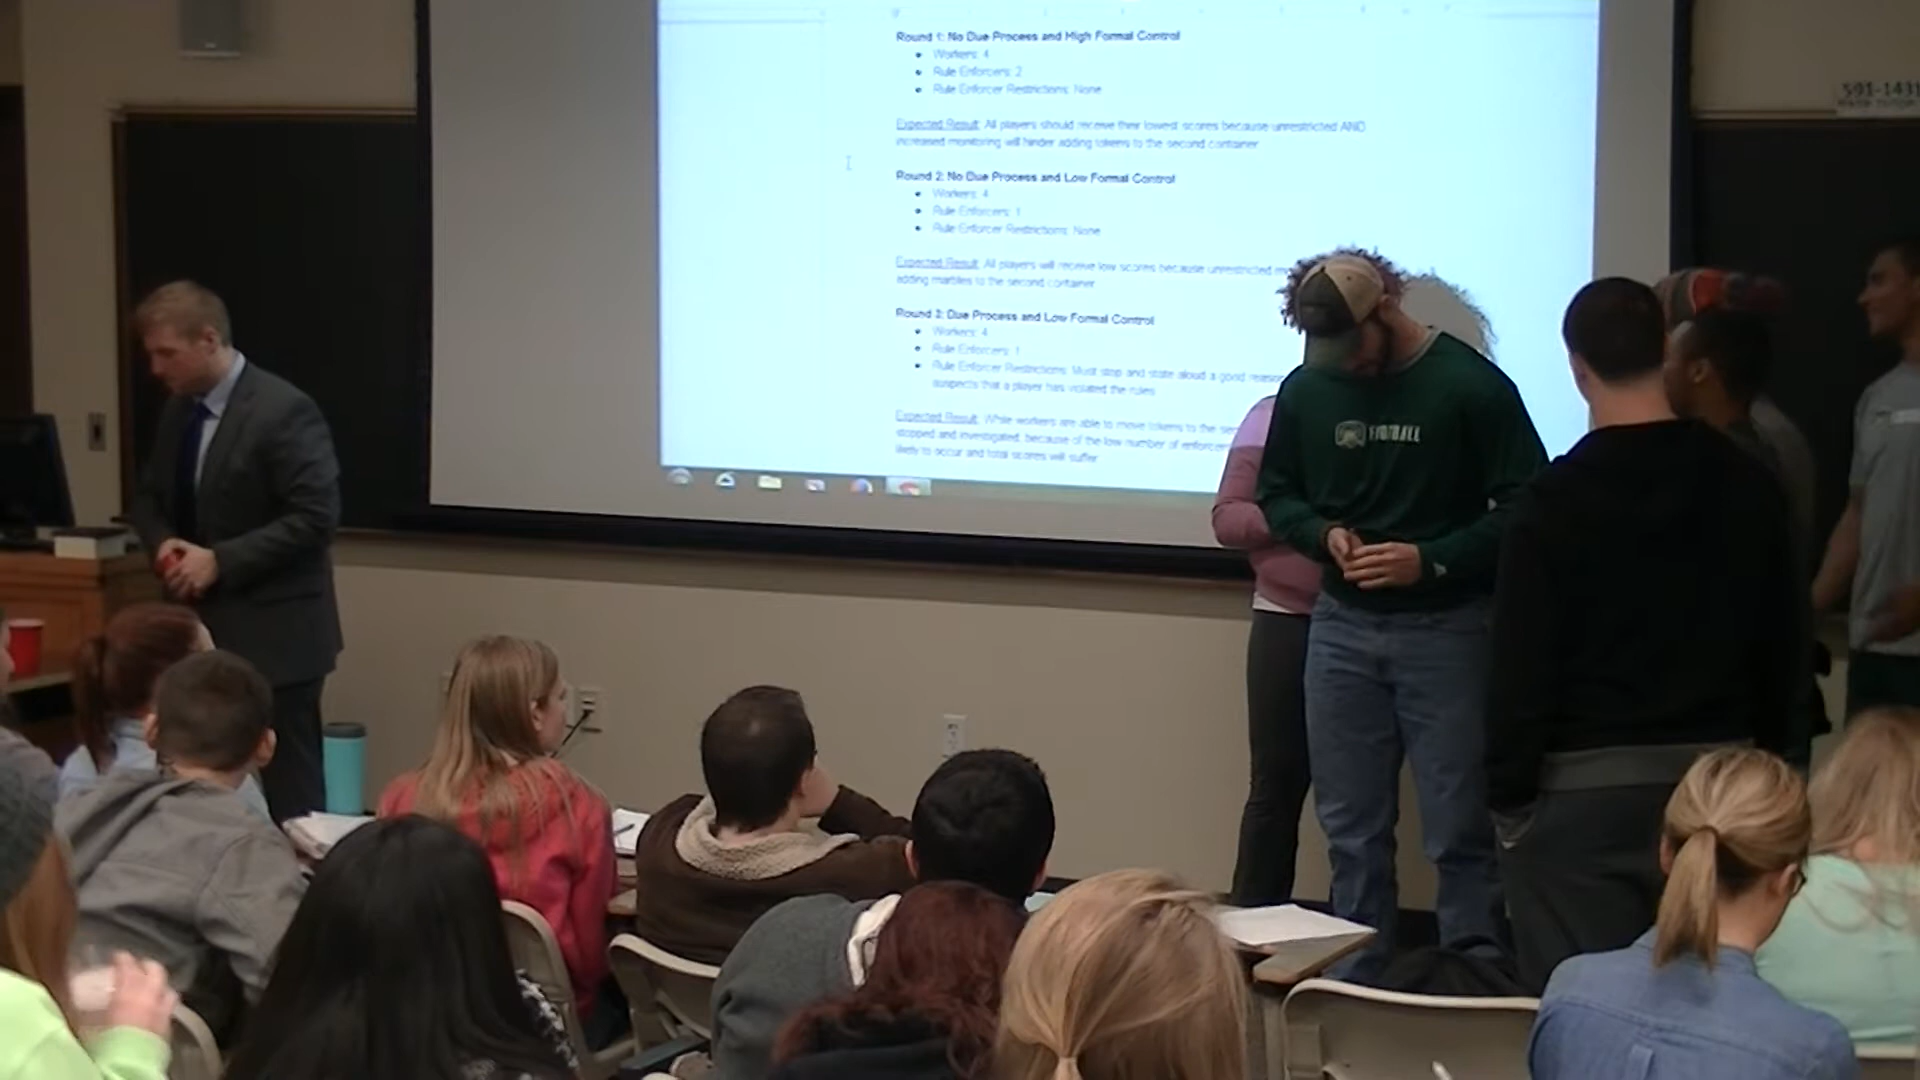 Round 1: No Due Process and High Formal Control
Workers: 4
Rule Enforcers: 2
Rule Enforcer Restrictions: None
Expected Result: All players should receive their lowest scores because unrestricted AND
increased monitoring will hinder adding tokens to the second container
Round 2: No Due Process and Low Formal Control
Workers: 4
Rule Enforcers: 1
Rule Enforcer Restrictions: None
Expected Result: All players will receive low scores because unrestricted
adding marbles to the second container
Round 3: Due Process and Low Formal Control
Workers: 4
Rule Enforcers: 1
Rule Enforcer Restrictions: Must stop and state aloud a good reason
suspects that a player has violated the rules
Expected Result: While workers are able to move tokens to the
stopped and investigated, because of the low number of
likely to occur and total scores will suffer
FOOTBALL
591-1431